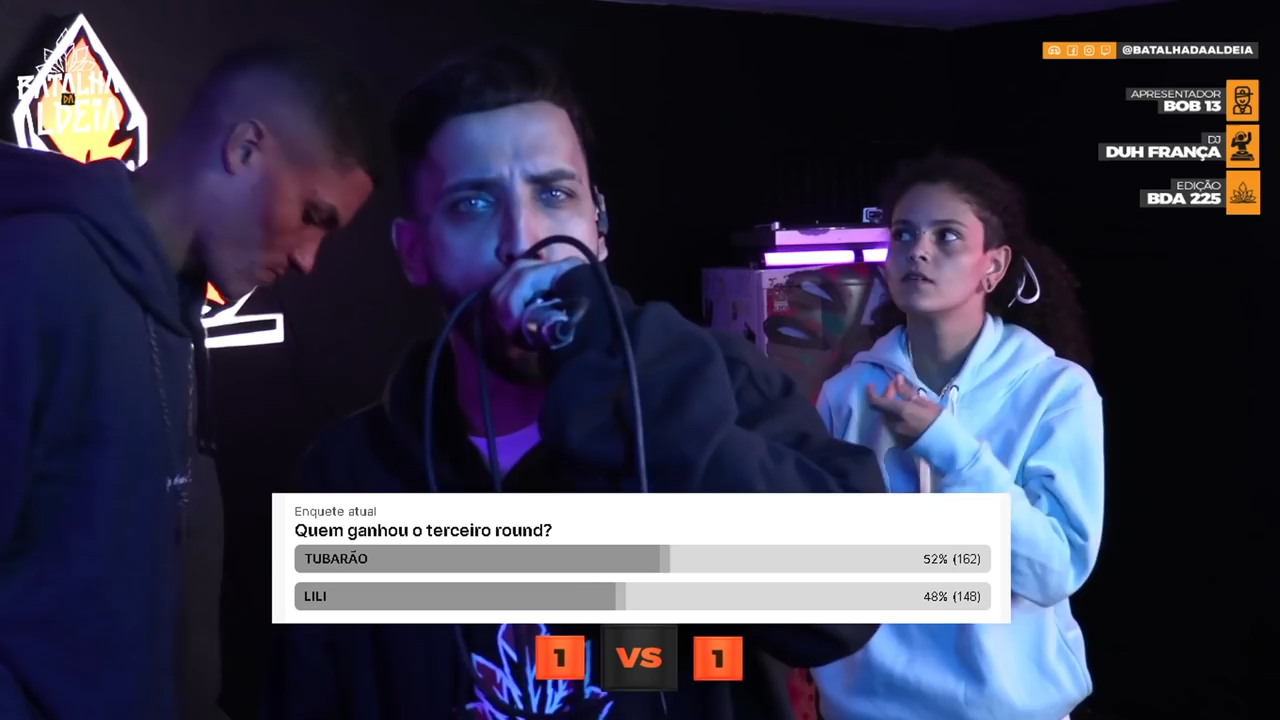 BATALHA
DA
ALDEIA
@BATALHADAALDEIA
APRESENTADOR
BOB 13
DJ
DUH FRANÇA
EDIÇÃO
BDA 225
Enquete atual
Quem ganhou o terceiro round?
TUBARÃO 52% (162)
LILI 48% (148)
1 VS 1